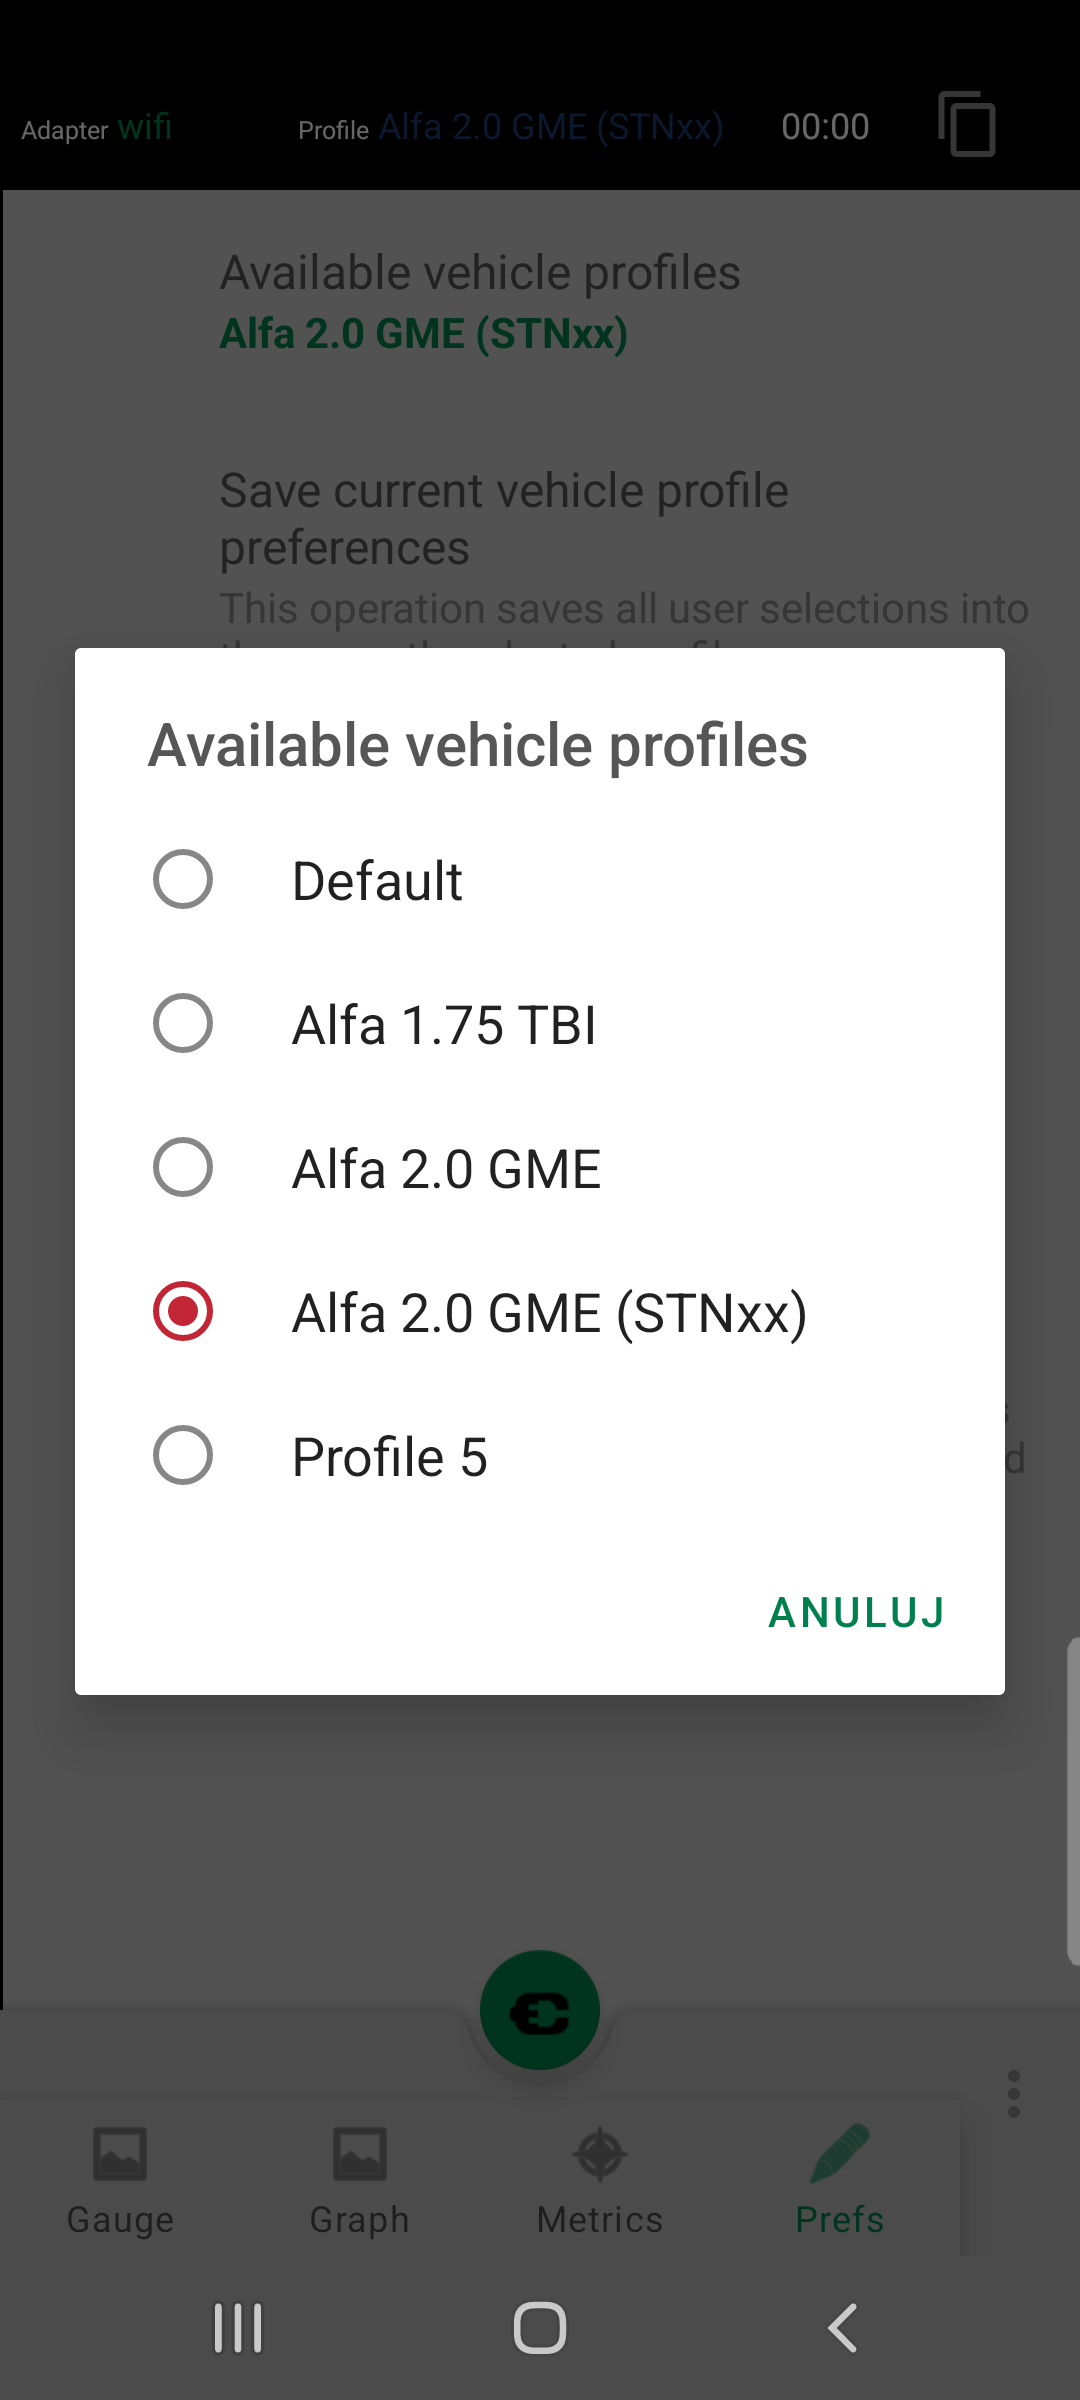 Adapter wifi Profile Alfa 2.0 GME (STNxx) 00:00
Available vehicle profiles
Alfa 2.0 GME (STNxx)
Save current vehicle profile
preferences
This operation saves all user selections into
Available vehicle profiles
Default
Alfa 1.75 TBI
Alfa 2.0 GME
Alfa 2.0 GME (STNxx)
Profile 5
ANULUJ
Gauge Graph Metrics Prefs